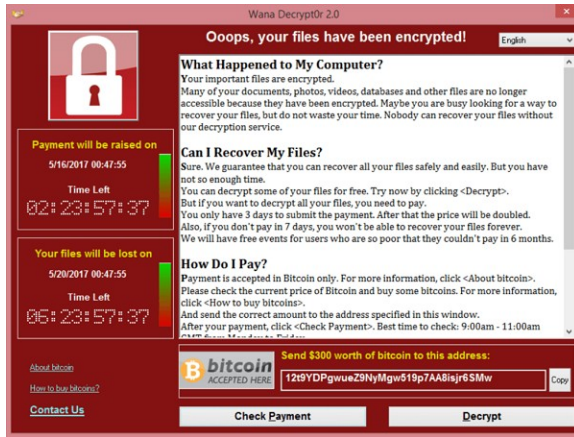 Wana Decrypt0r 2.0
Ooops, your files have been encrypted!
English
Payment will be raised on
5/16/2017 00:47:55
Time Left
02:23:57:37
Your files will be lost on
5/20/2017 00:47:55
Time Left
06:23:57:37
About bitcoin
How to buy bitcoins?
Contact Us
What Happened to My Computer?
Your important files are encrypted.
Many of your documents, photos, videos, databases and other files are no longer
accessible because they have been encrypted. Maybe you are busy looking for a way to
recover your files, but do not waste your time. Nobody can recover your files without
our decryption service.
Can I Recover My Files?
Sure. We guarantee that you can recover all your files safely and easily. But you have
not so enough time.
You can decrypt some of your files for free. Try now by clicking <Decrypt>.
But if you want to decrypt all your files, you need to pay.
You only have 3 days to submit the payment. After that the price will be doubled.
Also, if you don't pay in 7 days, you won't be able to recover your files forever.
We will have free events for users who are so poor that they couldn't pay in 6 months.
How Do I Pay?
Payment is accepted in Bitcoin only. For more information, click <About bitcoin>.
Please check the current price of Bitcoin and buy some bitcoins. For more information,
click <How to buy bitcoins>.
And send the correct amount to the address specified in this window.
After your payment, click <Check Payment>. Best time to check: 9:00am - 11:00am
GMT from Monday to Friday.
bitcoin
ACCEPTED HERE
Send $300 worth of bitcoin to this address:
12t9YDPgwueZ9NyMgw519p7AA8isjr6SMw
Copy
Check Payment
Decrypt